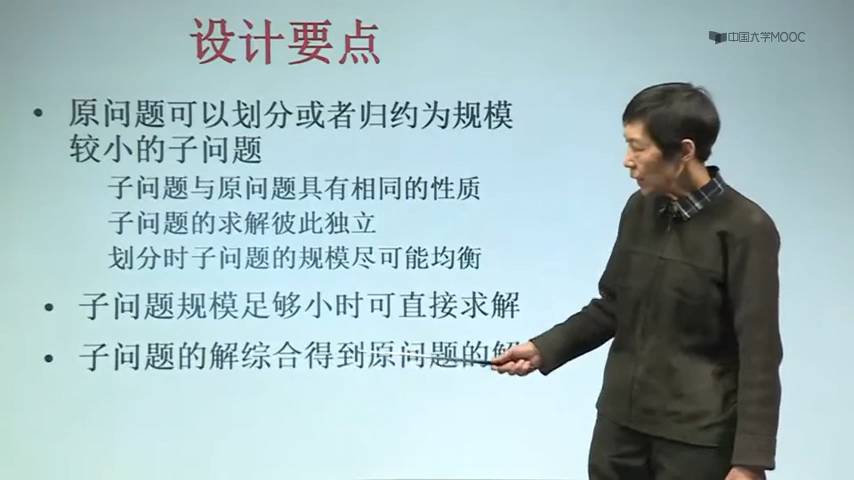 设计要点
中国大学MOOC
• 原问题可以划分或者归约为规模
较小的子问题
子问题与原问题具有相同的性质
子问题的求解彼此独立
划分时子问题的规模尽可能均衡
• 子问题规模足够小时可直接求解
• 子问题的解综合得到原问题的解